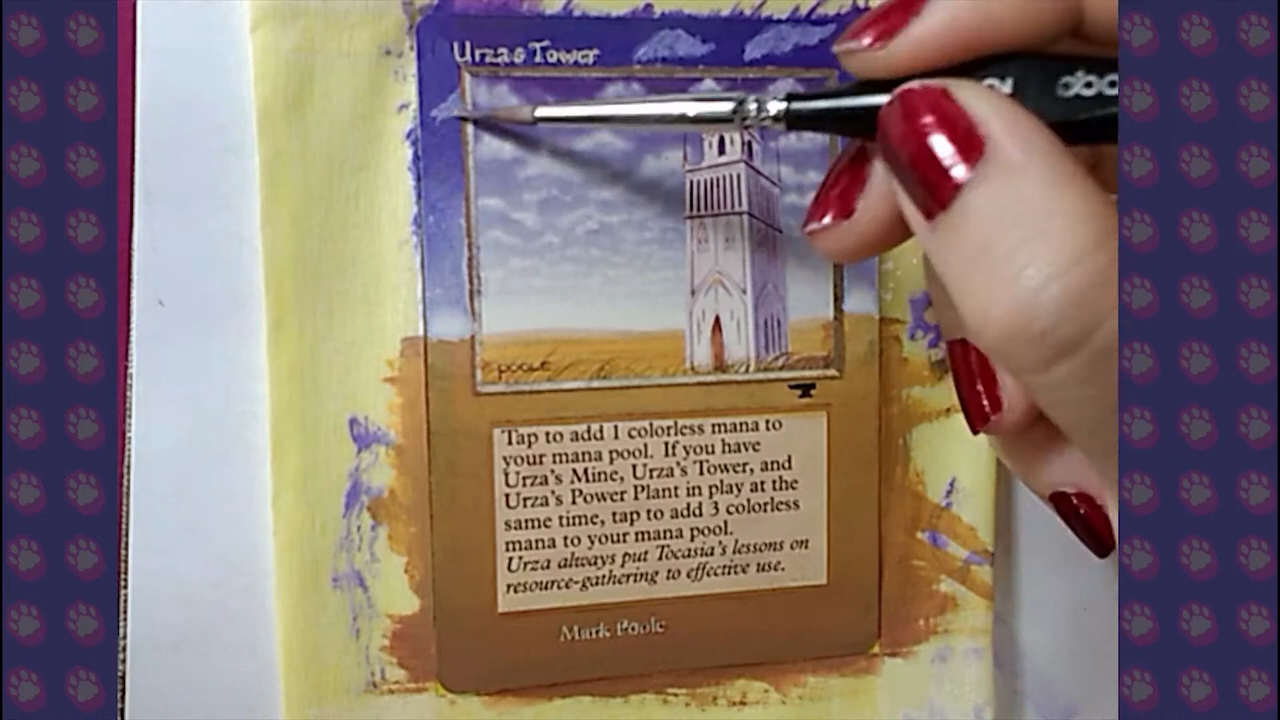 Urza's Tower
POOLE
Tap to add 1 colorless mana to
your mana pool. If you have
Urza's Mine, Urza's Tower, and
Urza's Power Plant in play at the
same time, tap to add 3 colorless
mana to your mana pool.
Urza always put Tocasia's lessons on
resource-gathering to effective use.
Mark Poole